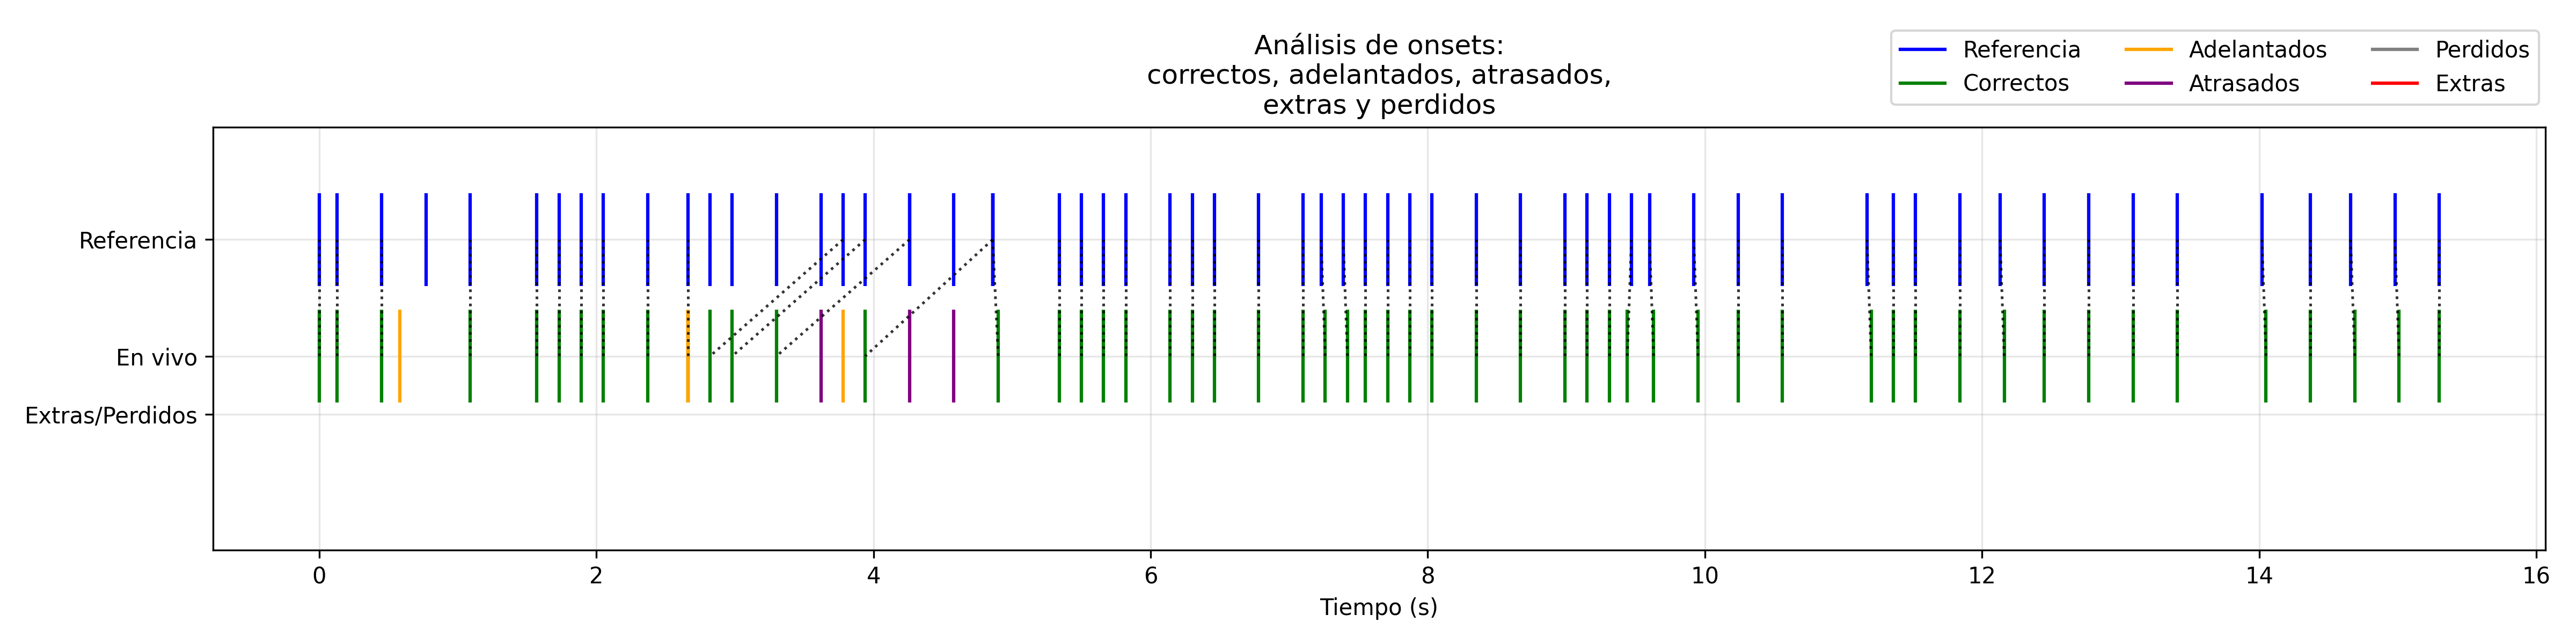 Análisis de onsets:
correctos, adelantados, atrasados,
extras y perdidos
Referencia
Correctos
Adelantados
Atrasados
Perdidos
Extras
Referencia
En vivo
Extras/Perdidos
0 2 4 6 8 10 12 14 16
Tiempo (s)